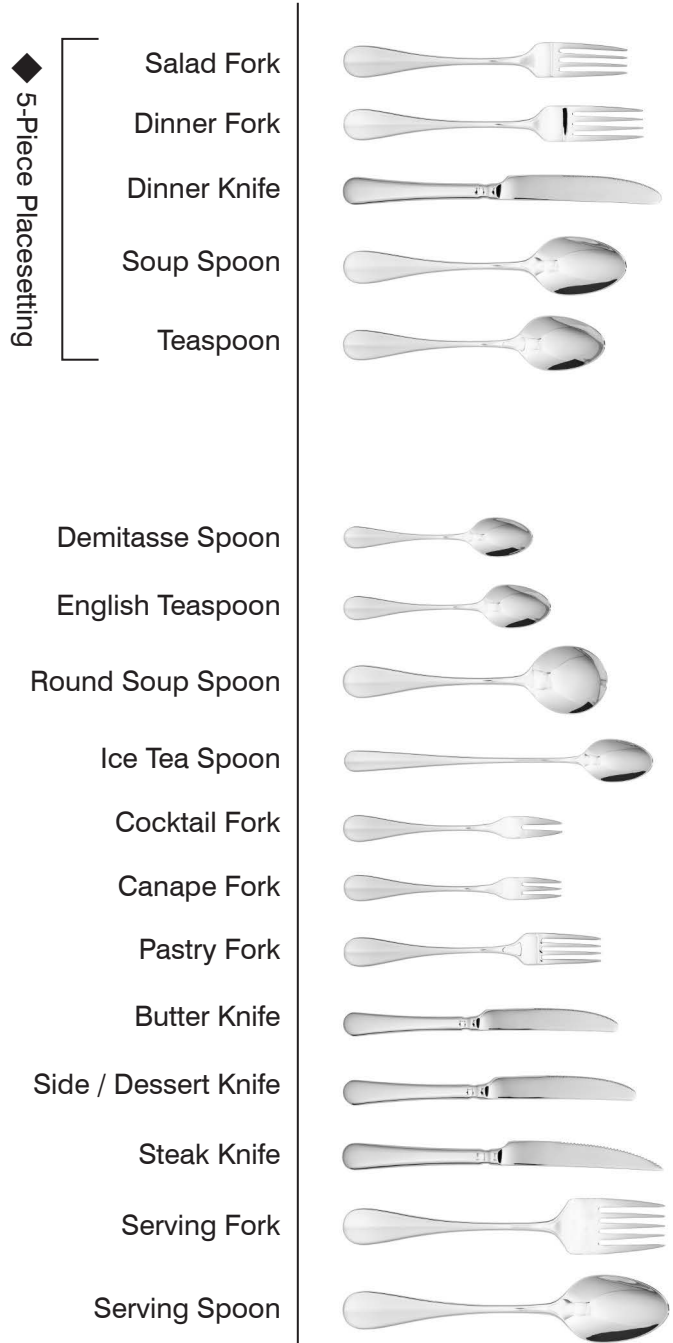 ◆ 5-Piece Placesetting
Salad Fork
Dinner Fork
Dinner Knife
Soup Spoon
Teaspoon
Demitasse Spoon
English Teaspoon
Round Soup Spoon
Ice Tea Spoon
Cocktail Fork
Canape Fork
Pastry Fork
Butter Knife
Side / Dessert Knife
Steak Knife
Serving Fork
Serving Spoon